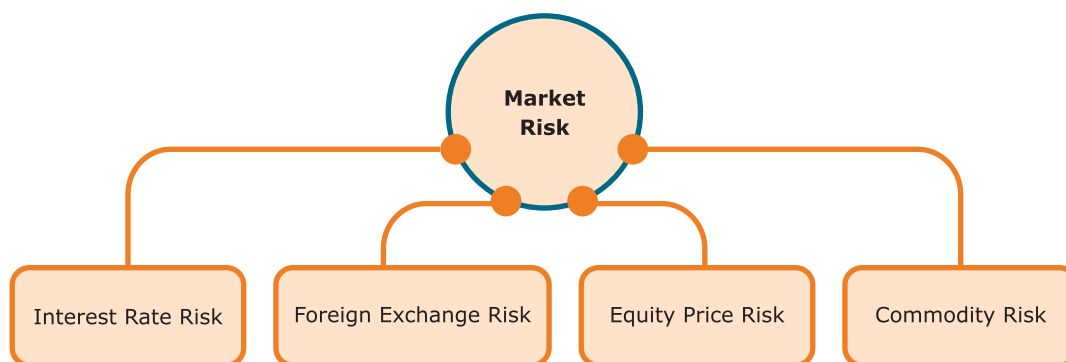 Market
Risk
Interest Rate Risk
Foreign Exchange Risk
Equity Price Risk
Commodity Risk